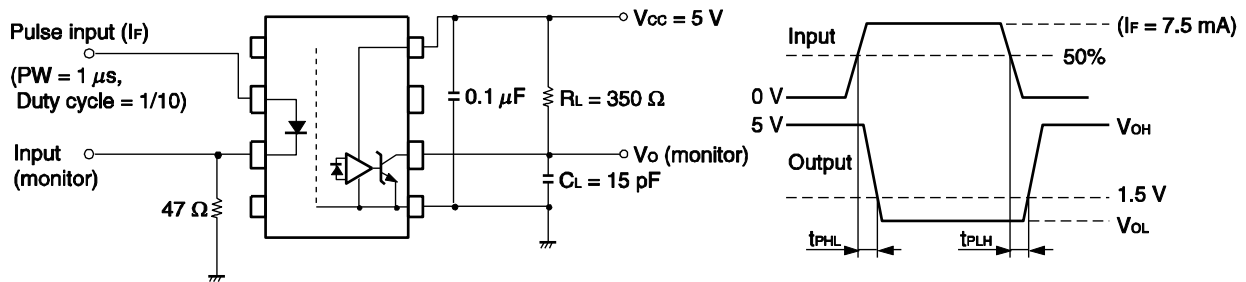 Pulse input (IF)
(PW = 1 μs,
Duty cycle = 1/10)
Input
(monitor)
47 Ω
VCC = 5 V
0.1 μF
RL = 350 Ω
VO (monitor)
CL = 15 pF
Input
(IF = 7.5 mA)
50%
0 V
5 V
VOH
Output
1.5 V
VOL
tPHL
tPLH